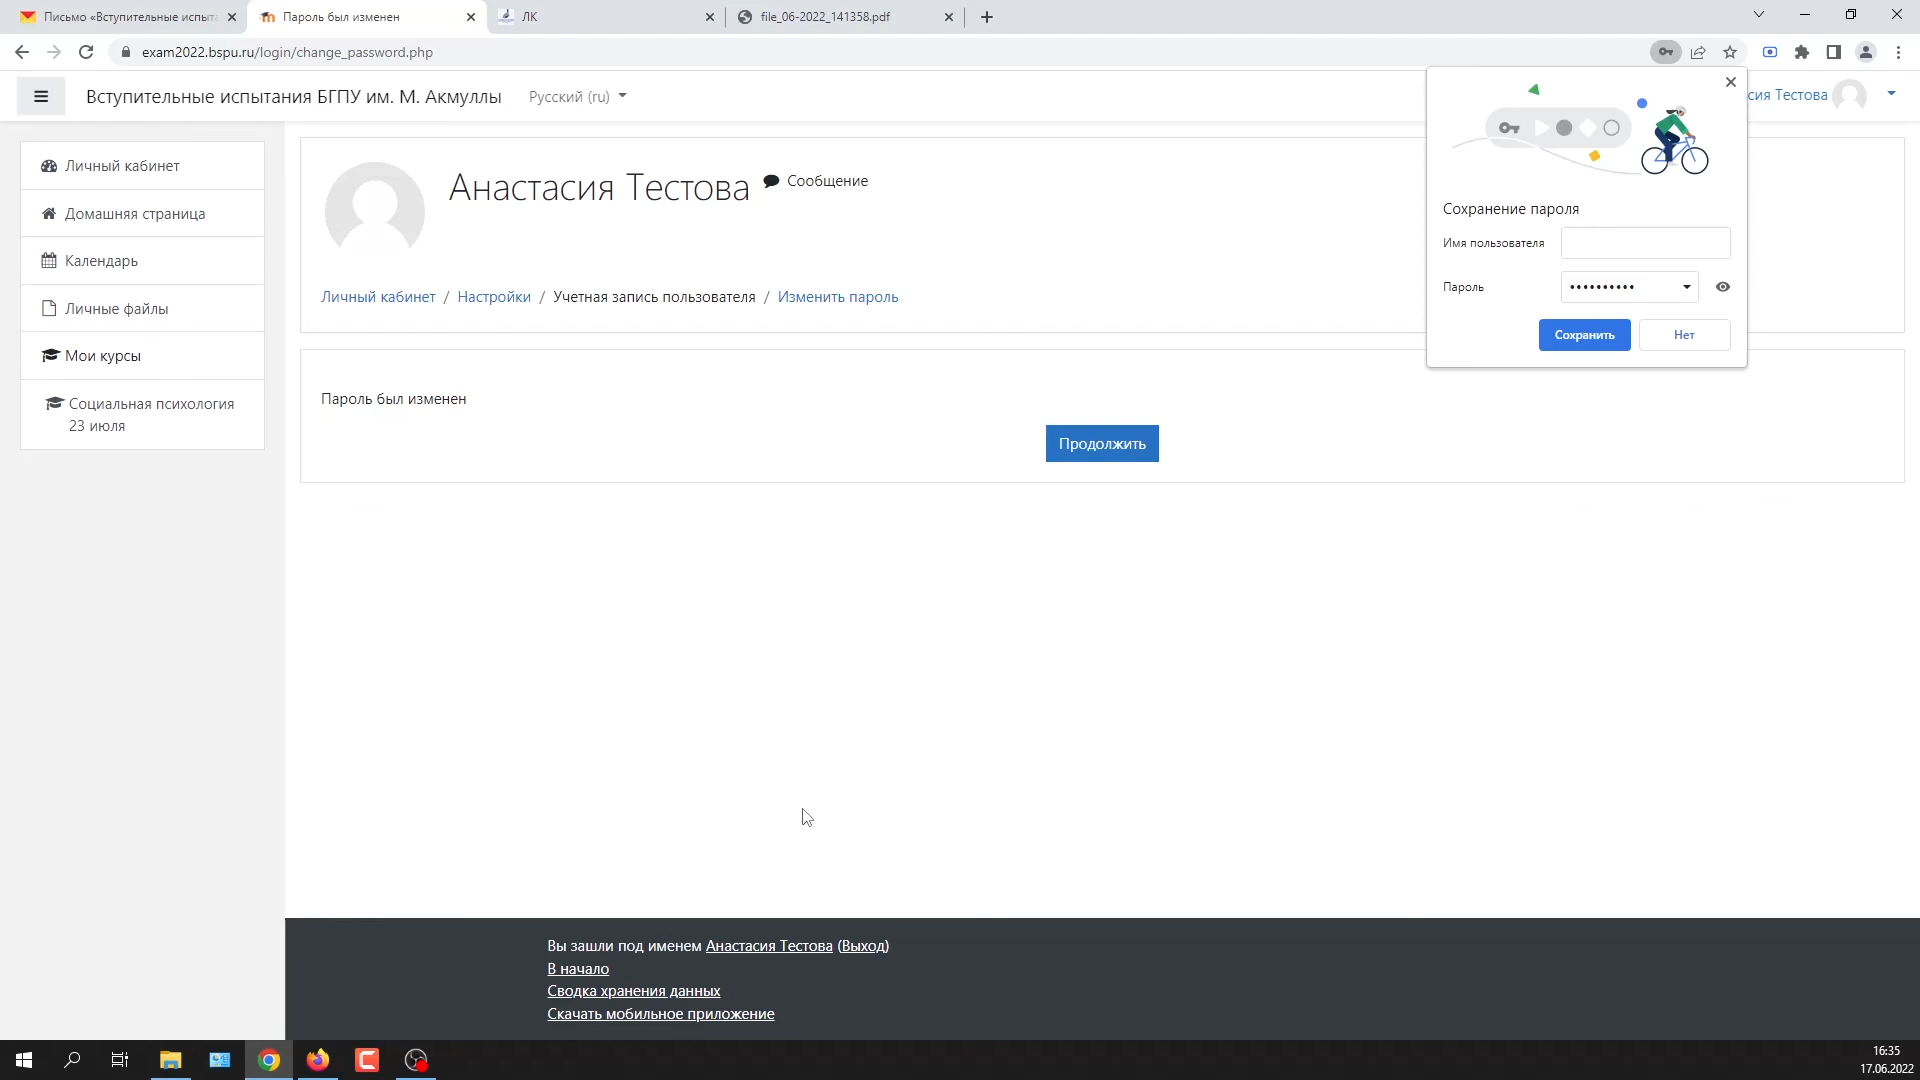 Письмо «Вступительные испыта
Пароль был изменен
ЛК
file_06-2022_141358.pdf
exam2022.bspu.ru/login/change_password.php
Вступительные испытания БГПУ им. М. Акмуллы
Русский (ru)
сия Тестова
Личный кабинет
Домашняя страница
Календарь
Личные файлы
Мои курсы
Социальная психология
23 июля
Анастасия Тестова
Сообщение
Личный кабинет / Настройки / Учетная запись пользователя / Изменить пароль
Сохранение пароля
Имя пользователя
Пароль
••••••••••
Сохранить
Нет
Пароль был изменен
Продолжить
Вы зашли под именем Анастасия Тестова (Выход)
В начало
Сводка хранения данных
Скачать мобильное приложение
16:35
17.06.2022